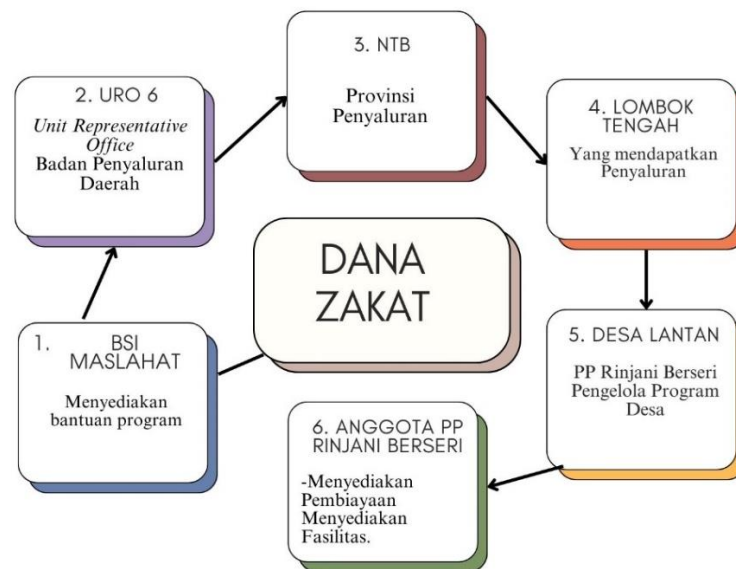 1. BSI
MASLAHAT
Menyediakan
bantuan program
2. URO 6
Unit Representative
Office
Badan Penyaluran
Daerah
3. NTB
Provinsi
Penyaluran
4. LOMBOK
TENGAH
Yang mendapatkan
Penyaluran
5. DESA LANTAN
PP Rinjani Berseri
Pengelola Program
Desa
6. ANGGOTA PP
RINJANI BERSERI
-Menyediakan
Pembiayaan
Menyediakan
Fasilitas.
DANA
ZAKAT